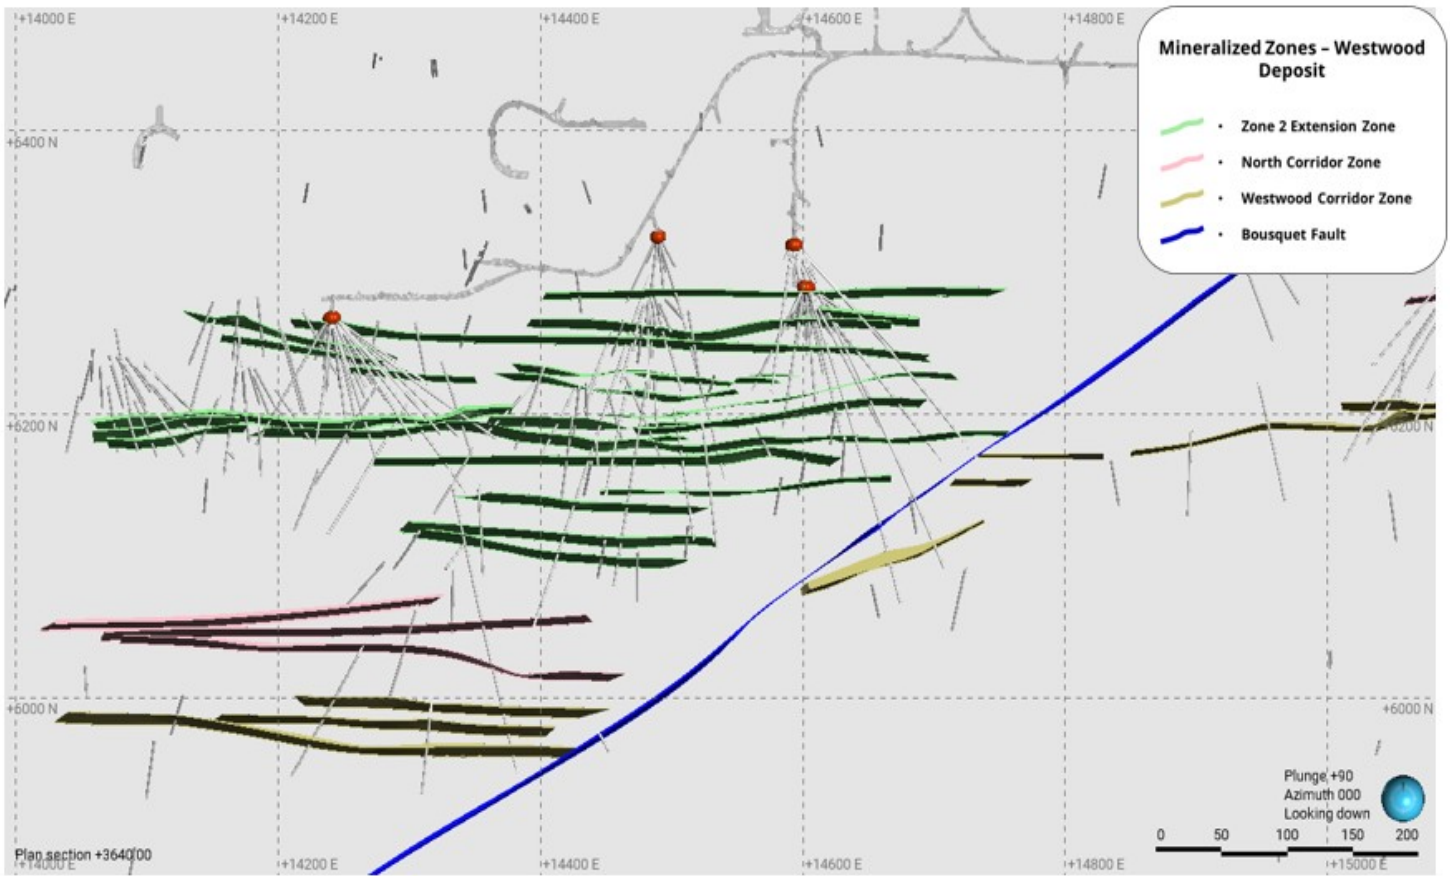 +14000 E
+14200 E
+14400 E
+14600 E
+14800 E
Mineralized Zones – Westwood
Deposit
Zone 2 Extension Zone
North Corridor Zone
Westwood Corridor Zone
Bousquet Fault
+6400 N
+6200 N
+6200 N
+6000 N
+6000 N
Plunge +90
Azimuth 000
Looking down
0 50 100 150 200
Plan section +3640.00
+14000 E
+14200 E
+14400 E
+14600 E
+14800 E
+15000 E